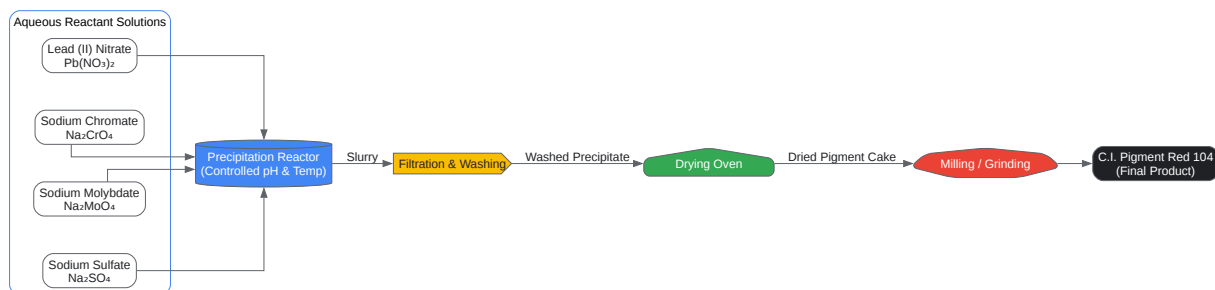 Aqueous Reactant Solutions
Lead (II) Nitrate
Pb(NO₃)₂
Sodium Chromate
Na₂CrO₄
Sodium Molybdate
Na₂MoO₄
Sodium Sulfate
Na₂SO₄
Precipitation Reactor
(Controlled pH & Temp)
Slurry
Filtration & Washing
Washed Precipitate
Drying Oven
Dried Pigment Cake
Milling / Grinding
C.I. Pigment Red 104
(Final Product)